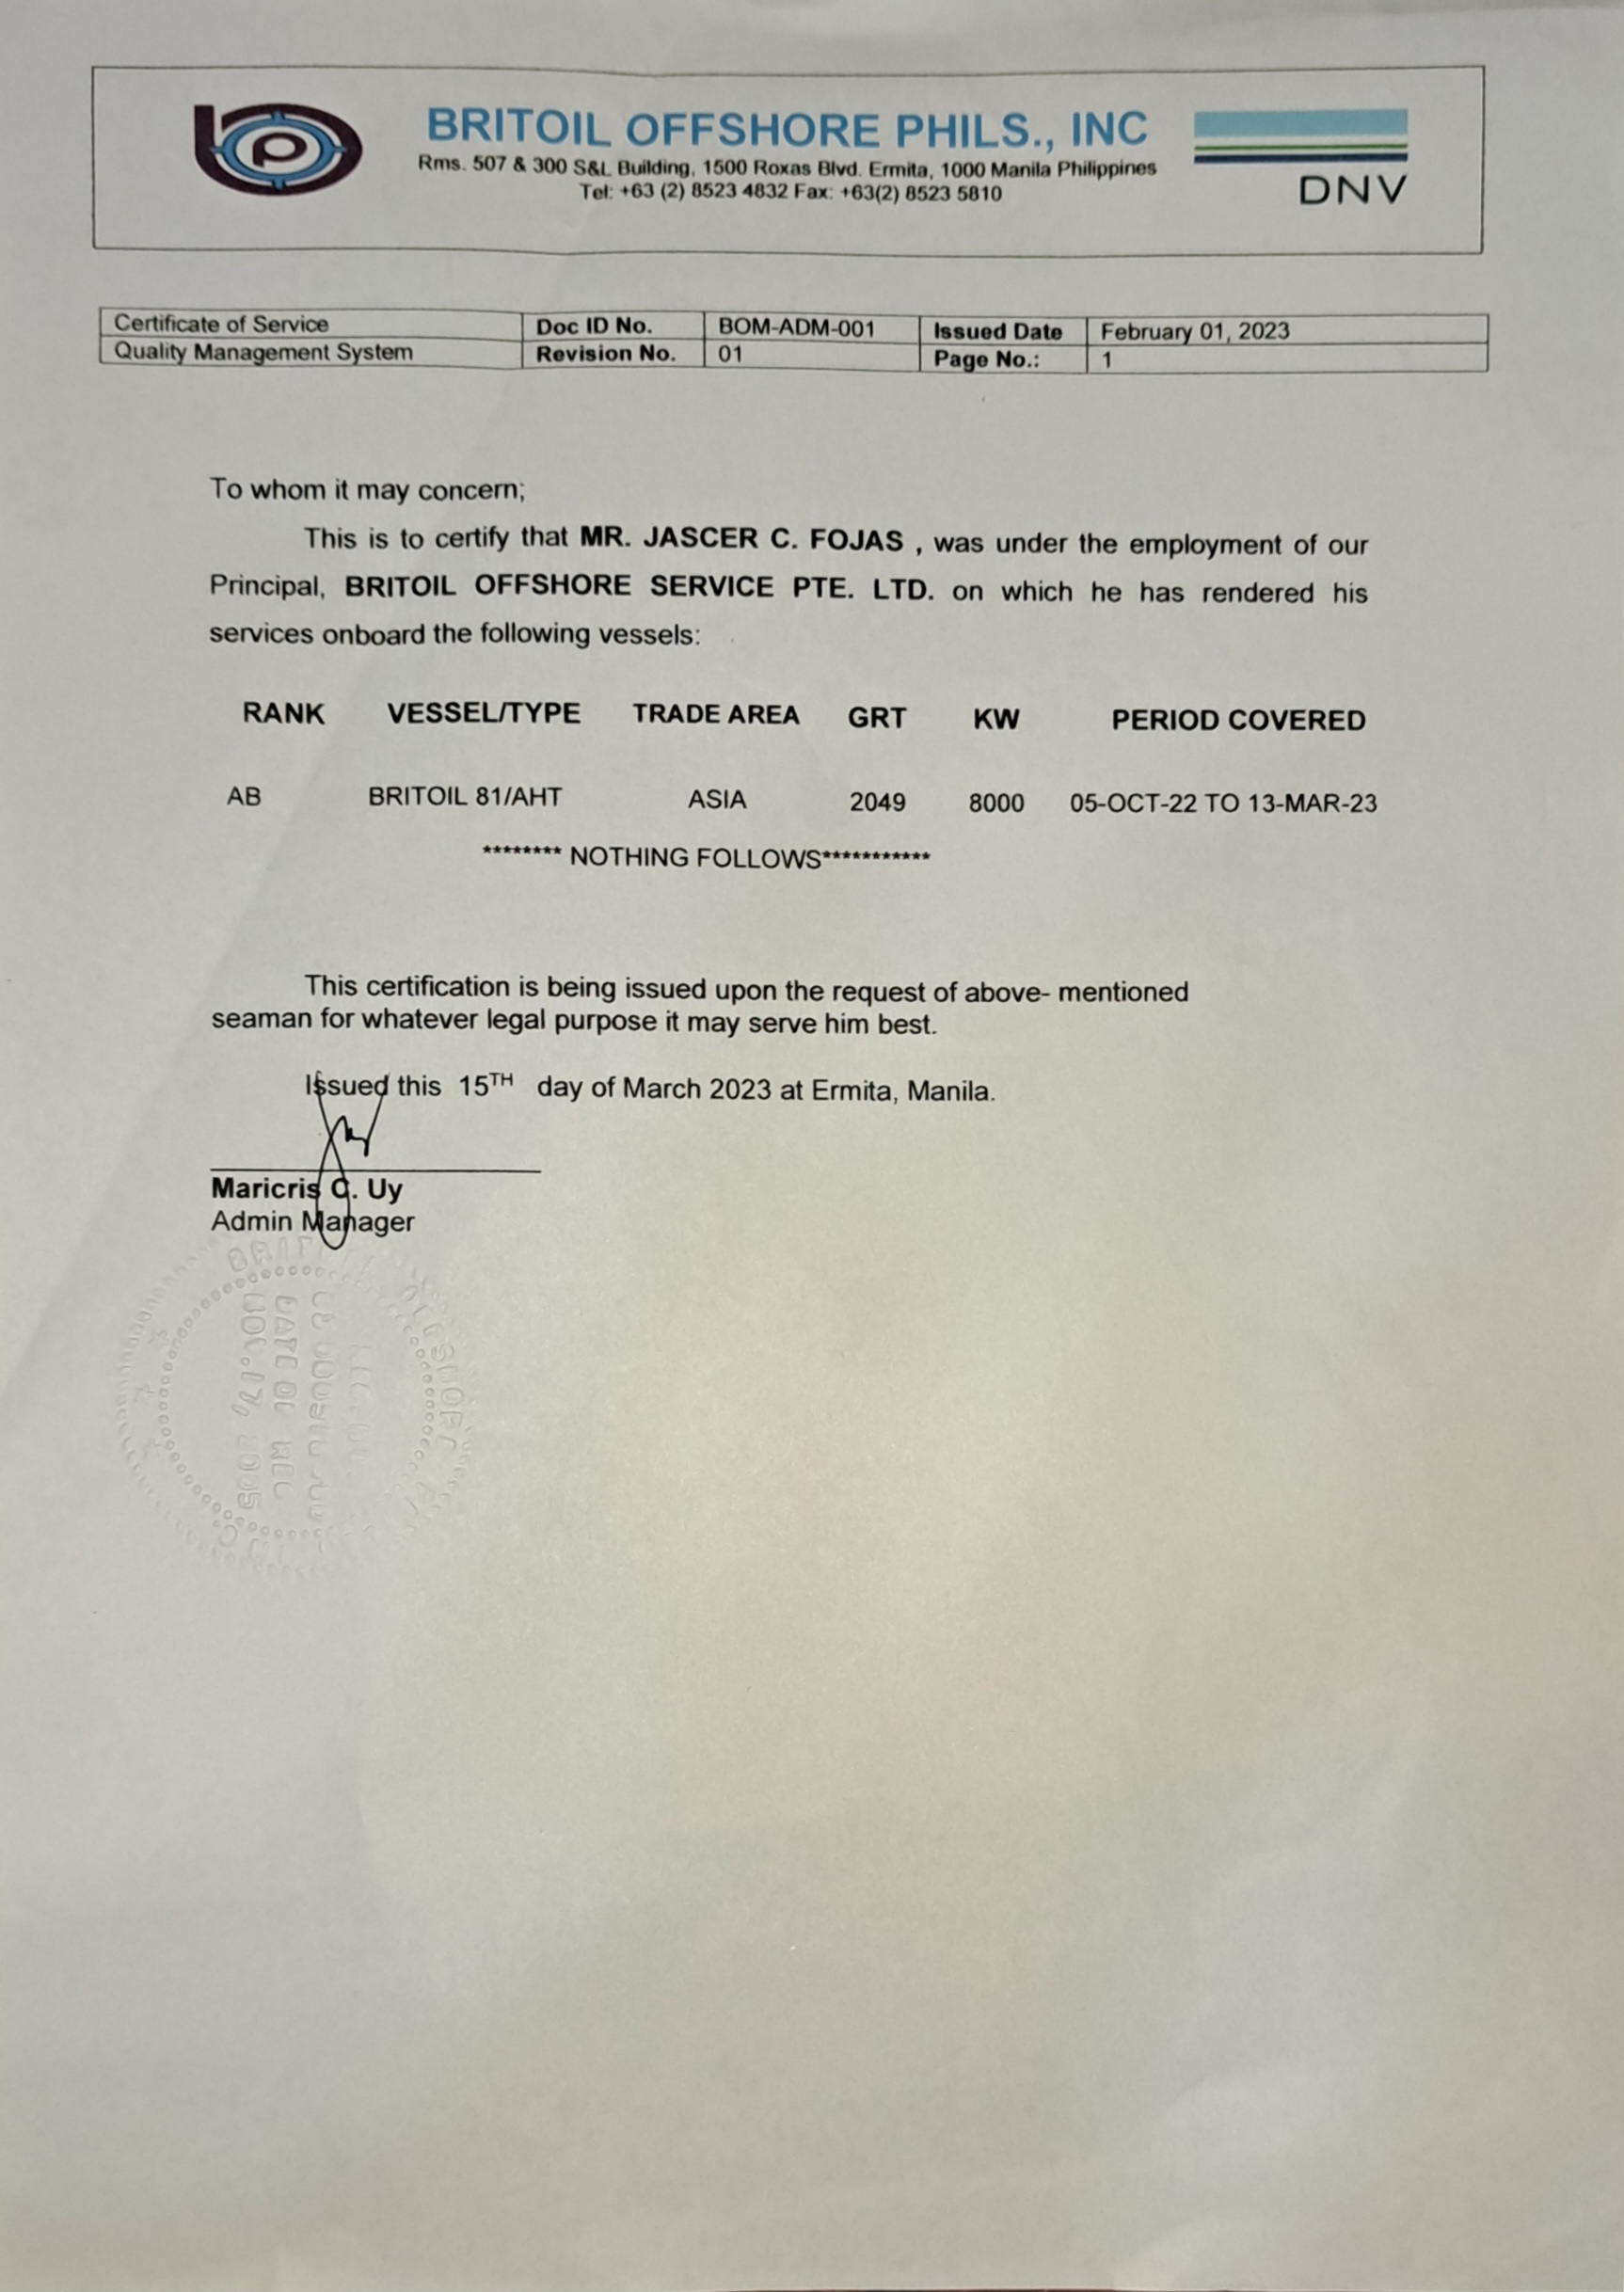 BRITOIL OFFSHORE PHILS., INC
Rms. 507 & 300 S&L Building, 1500 Roxas Blvd. Ermita, 1000 Manila Philippines
Tel: +63 (2) 8523 4832 Fax: +63(2) 8523 5810
DNV
Certificate of Service Doc ID No. BOM-ADM-001 Issued Date February 01, 2023
Quality Management System Revision No. 01 Page No.: 1
To whom it may concern;
This is to certify that MR. JASCER C. FOJAS , was under the employment of our
Principal, BRITOIL OFFSHORE SERVICE PTE. LTD. on which he has rendered his
services onboard the following vessels:
RANK VESSEL/TYPE TRADE AREA GRT KW PERIOD COVERED
AB BRITOIL 81/AHT ASIA 2049 8000 05-OCT-22 TO 13-MAR-23
******** NOTHING FOLLOWS***********
This certification is being issued upon the request of above- mentioned
seaman for whatever legal purpose it may serve him best.
Issued this 15TH day of March 2023 at Ermita, Manila.
Maricris C. Uy
Admin Manager